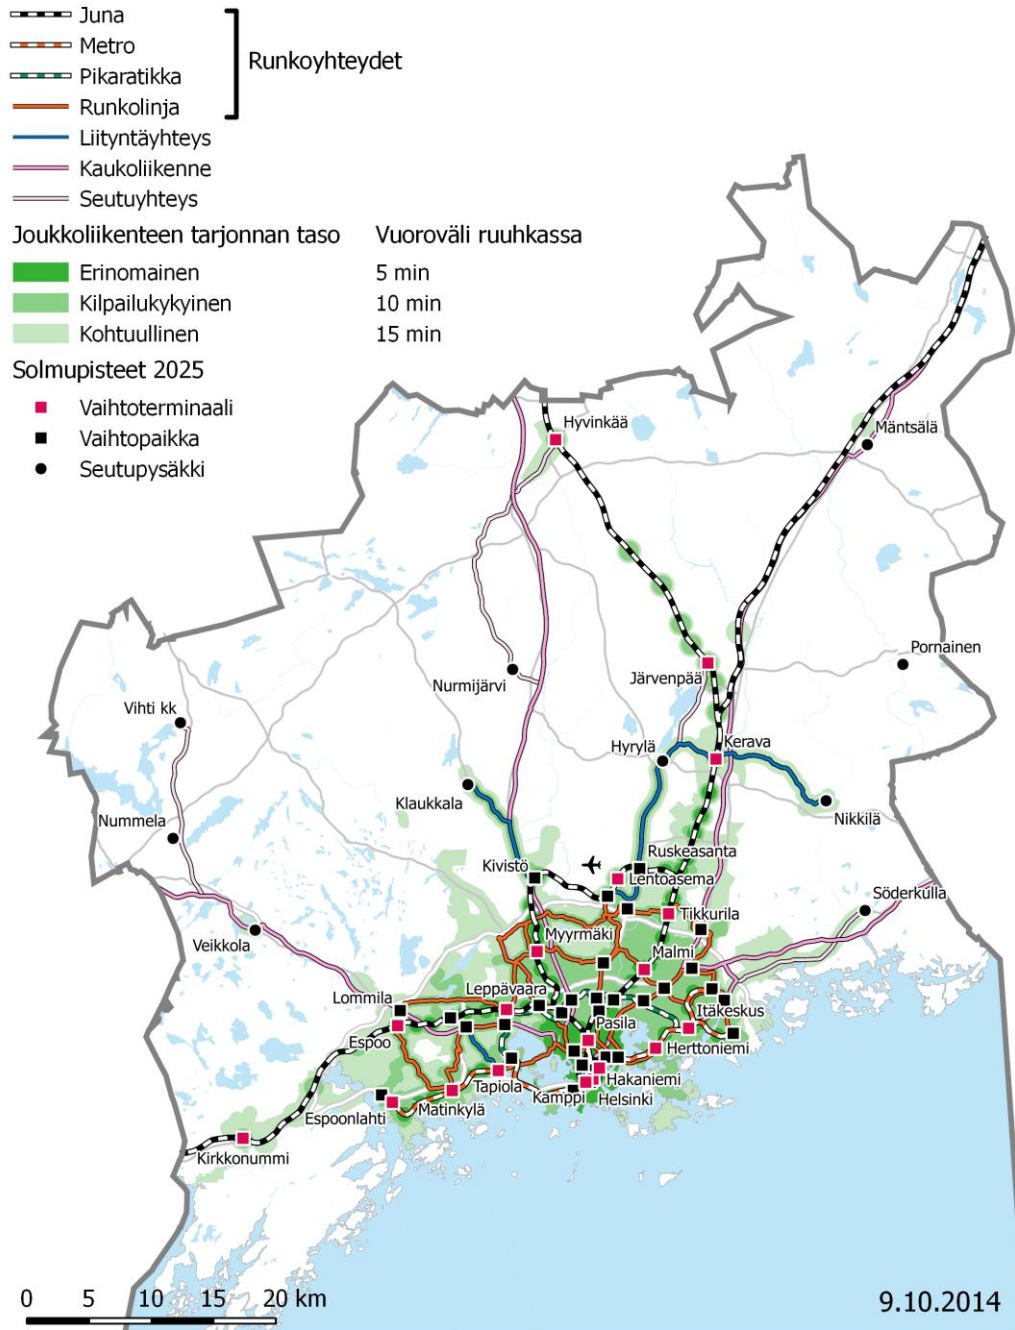 Juna
Metro
Pikaratikka
Runkolinja
Runkoyhteydet
Liityntäyhteys
Kaukoliikenne
Seutuyhteys
Joukkoliikenteen tarjonnan taso Vuoroväli ruuhkassa
Erinomainen 5 min
Kilpailukykyinen 10 min
Kohtuullinen 15 min
Solmupisteet 2025
Vaihtoterminaali
Vaihtopaikka
Seutupysäkki
Hyvinkää
Mäntsälä
Pornainen
Järvenpää
Nurmijärvi
Vihti kk
Hyrylä
Kerava
Klaukkala
Nikkilä
Nummela
Ruskeasanta
Kivistö
Lentoasema
Söderkulla
Tikkurila
Veikkola
Myyrmäki
Malmi
Leppävaara
Lommila
Itäkeskus
Pasila
Espoo
Herttoniemi
Hakaniemi
Tapiola
Kamppi
Helsinki
Matinkylä
Espoonlahti
Kirkkonummi
0 5 10 15 20 km
9.10.2014